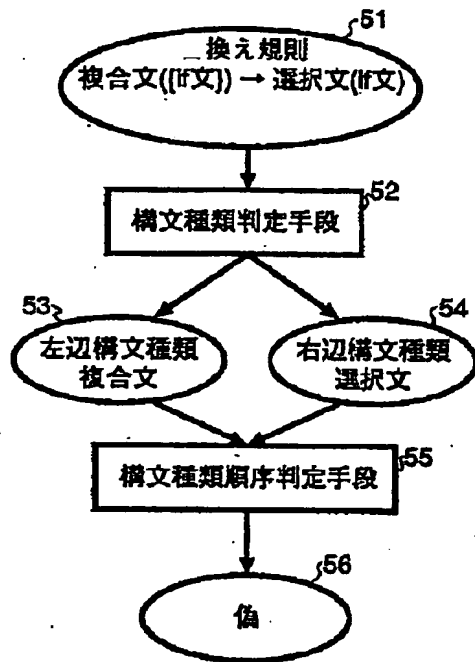 51
換え規則
複合文({if文}) → 選択文(if文)
52
構文種類判定手段
53
54
左辺構文種類
複合文
右辺構文種類
選択文
構文種類順序判定手段
55
56
偽